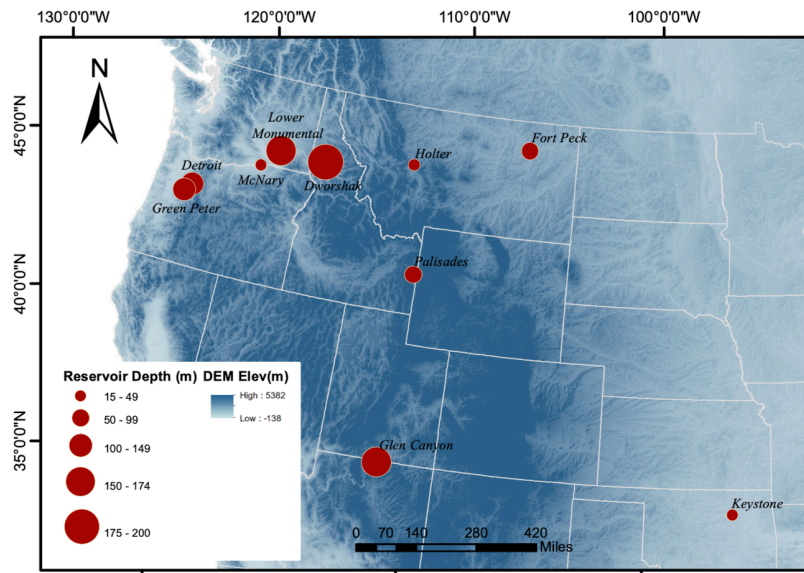 130°0'0"W 120°0'0"W 110°0'0"W 100°0'0"W
N
45°0'0"N
40°0'0"N
35°0'0"N
Lower
Monumental
Detroit
McNary
Dworshak
Green Peter
Holter
Fort Peck
Palisades
Glen Canyon
Keystone
Reservoir Depth (m) DEM Elev(m)
15 - 49
50 - 99
100 - 149
150 - 174
175 - 200
High : 5382
Low : -138
0 70 140 280 420
Miles